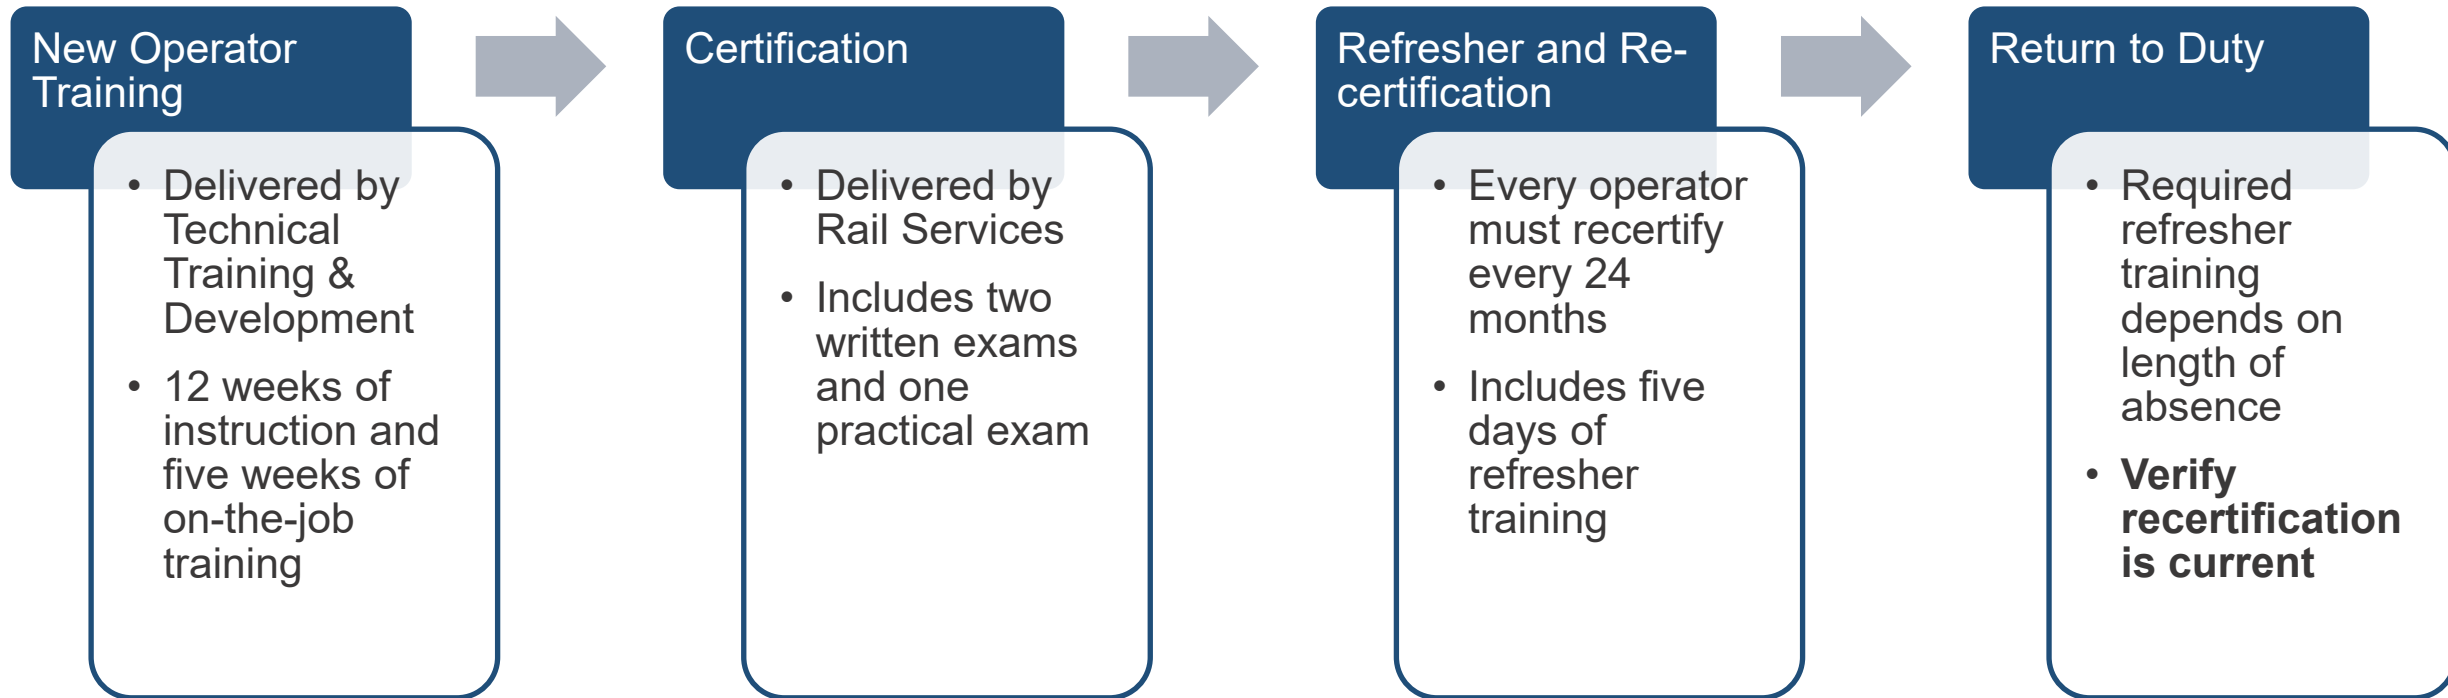 New Operator
Training
• Delivered by
Technical
Training &
Development
• 12 weeks of
instruction and
five weeks of
on-the-job
training
Certification
• Delivered by
Rail Services
• Includes two
written exams
and one
practical exam
Refresher and Re-
certification
• Every operator
must recertify
every 24
months
• Includes five
days of
refresher
training
Return to Duty
• Required
refresher
training
depends on
length of
absence
• Verify
recertification
is current